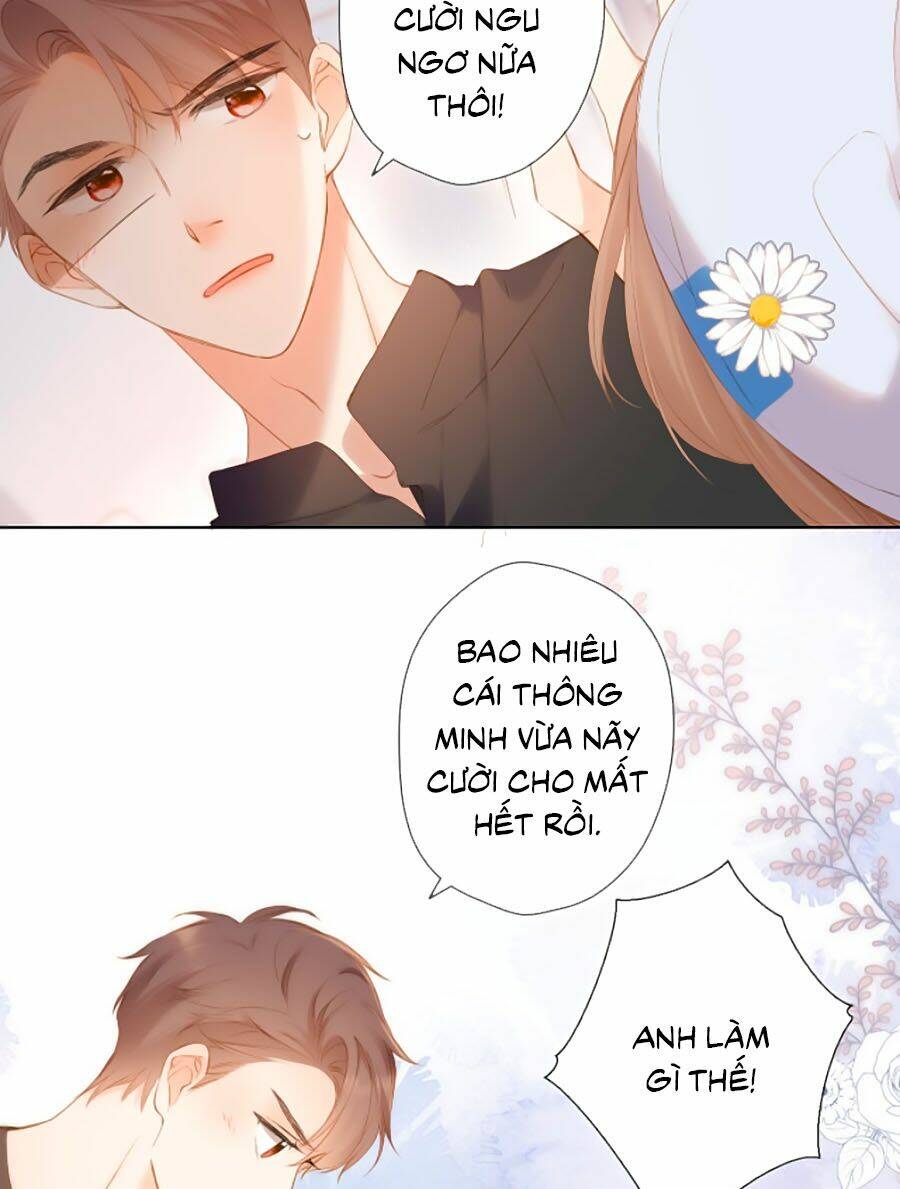 CƯỜI NGU
NGƠ NỮA
THÔI!
BAO NHIÊU
CÁI THÔNG
MINH VỪA NÃY
CƯỜI CHO MẤT
HẾT RỒI.
ANH LÀM
GÌ THẾ!